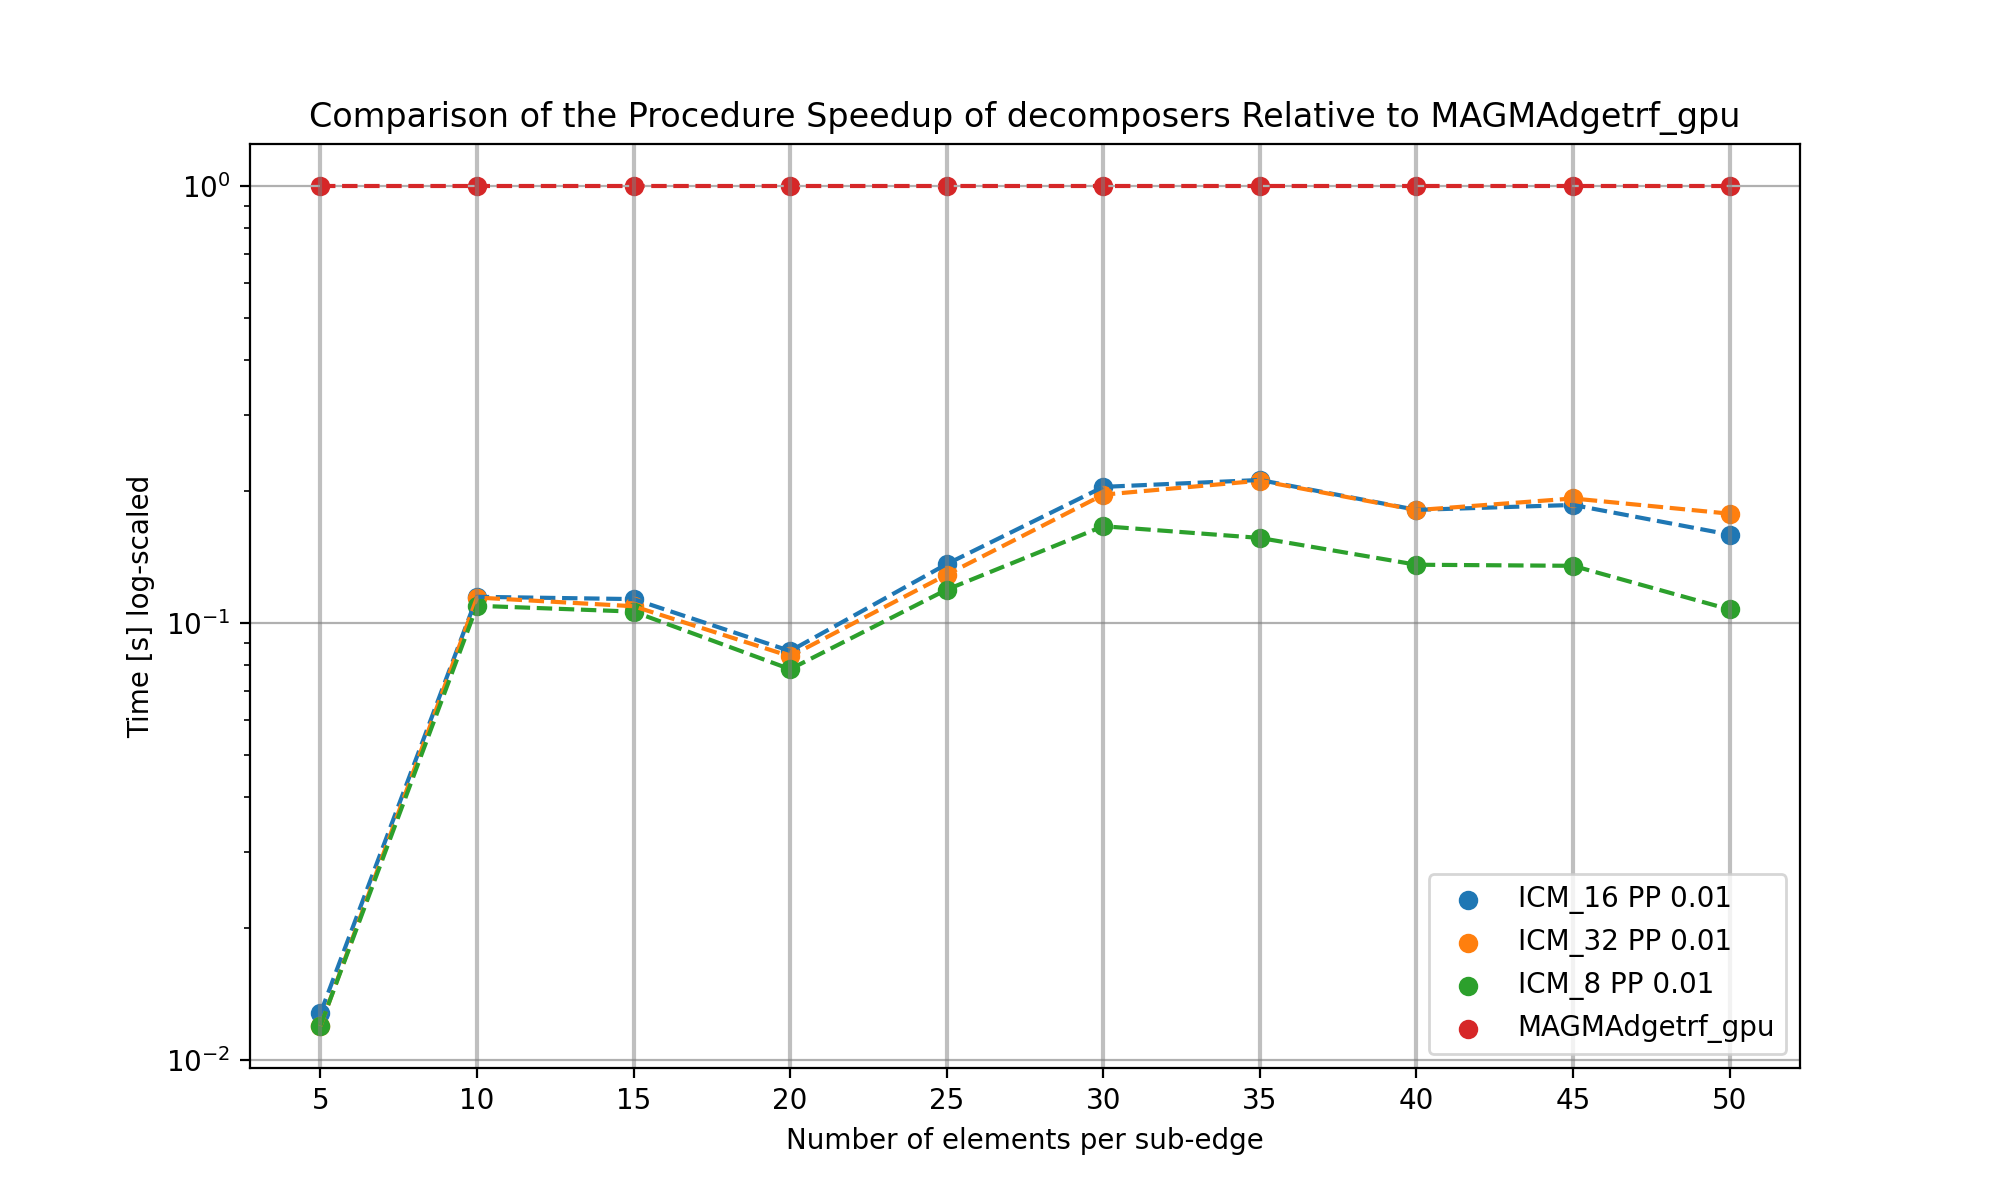 Comparison of the Procedure Speedup of decomposers Relative to MAGMAdgetrf_gpu
Time [s] log-scaled
10⁰
10⁻¹
10⁻²
5 10 15 20 25 30 35 40 45 50
Number of elements per sub-edge
ICM_16 PP 0.01
ICM_32 PP 0.01
ICM_8 PP 0.01
MAGMAdgetrf_gpu